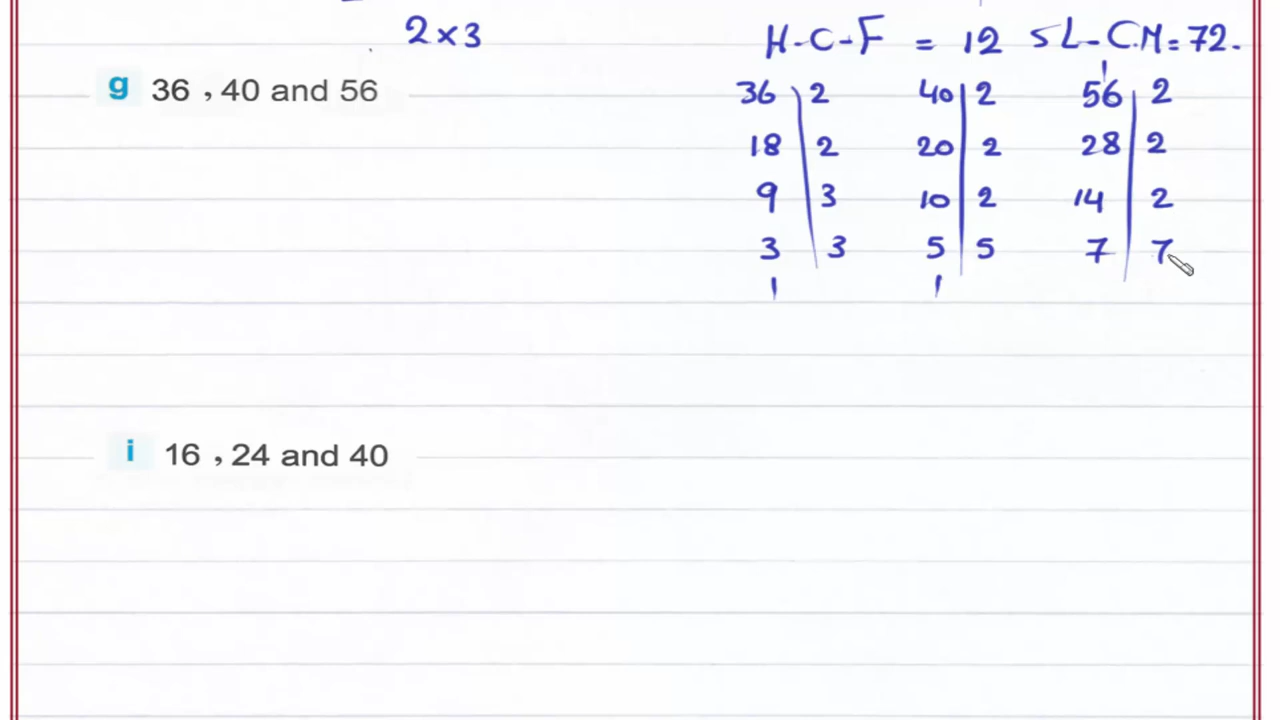 2×3
H-C-F = 12 , L-C.M = 72.
g 36 , 40 and 56
36 2 40 2 56 2
18 2 20 2 28 2
9 3 10 2 14 2
3 3 5 5 7 7
1 1
i 16 , 24 and 40